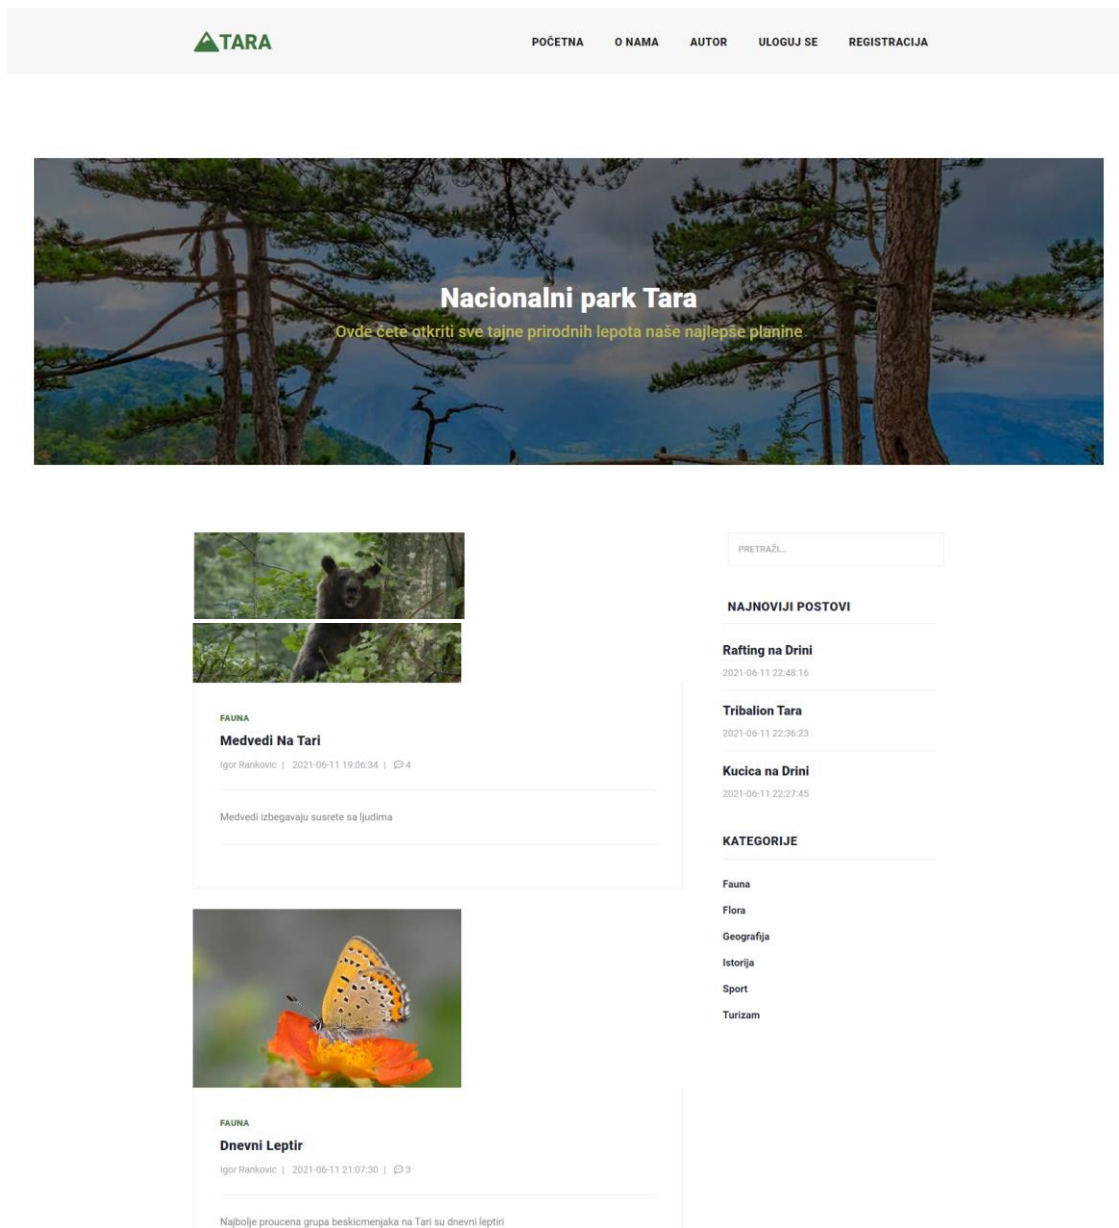 TARA
POČETNA O NAMA AUTOR ULOGUJ SE REGISTRACIJA
Nacionalni park Tara
Ovde ćete otkriti sve tajne prirodnih lepota naše najlepše planine
FAUNA
Medvedi Na Tari
Igor Rankovic | 2021-06-11 19:06:34 | 4
Medvedi izbegavaju susrete sa ljudima
FAUNA
Dnevni Leptir
Igor Rankovic | 2021-06-11 21:07:30 | 3
Najbolje proucena grupa beskicmenjaka na Tari su dnevni leptiri
PRETRAŽI...
NAJNOVIJI POSTOVI
Rafting na Drini
2021-06-11 22:48:16
Tribalion Tara
2021-06-11 22:36:23
Kucica na Drini
2021-06-11 22:27:45
KATEGORIJE
Fauna
Flora
Geografija
Istorija
Sport
Turizam